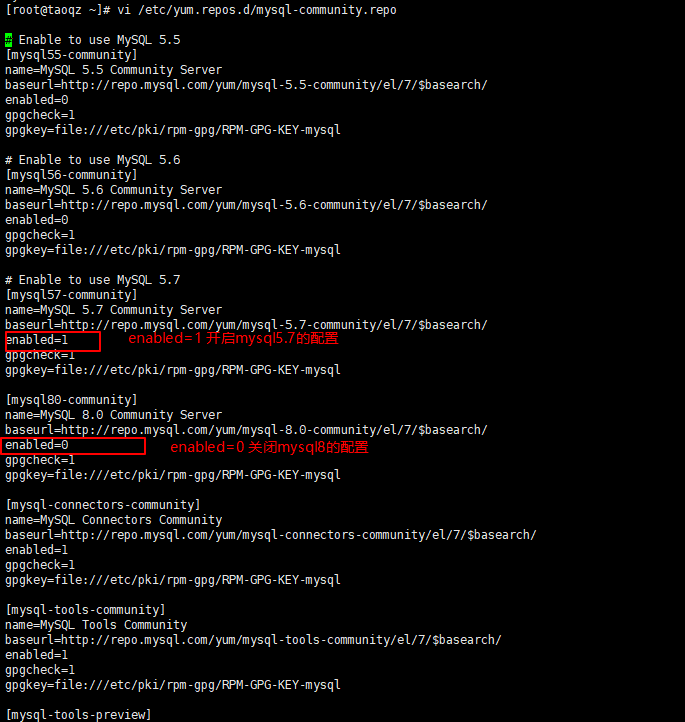 [root@taoqz ~]# vi /etc/yum.repos.d/mysql-community.repo
# Enable to use MySQL 5.5
[mysql55-community]
name=MySQL 5.5 Community Server
baseurl=http://repo.mysql.com/yum/mysql-5.5-community/el/7/$basearch/
enabled=0
gpgcheck=1
gpgkey=file:///etc/pki/rpm-gpg/RPM-GPG-KEY-mysql
# Enable to use MySQL 5.6
[mysql56-community]
name=MySQL 5.6 Community Server
baseurl=http://repo.mysql.com/yum/mysql-5.6-community/el/7/$basearch/
enabled=0
gpgcheck=1
gpgkey=file:///etc/pki/rpm-gpg/RPM-GPG-KEY-mysql
# Enable to use MySQL 5.7
[mysql57-community]
name=MySQL 5.7 Community Server
baseurl=http://repo.mysql.com/yum/mysql-5.7-community/el/7/$basearch/
enabled=1 enabled=1 开启mysql5.7的配置
gpgcheck=1
gpgkey=file:///etc/pki/rpm-gpg/RPM-GPG-KEY-mysql
[mysql80-community]
name=MySQL 8.0 Community Server
baseurl=http://repo.mysql.com/yum/mysql-8.0-community/el/7/$basearch/
enabled=0 enabled=0 关闭mysql8的配置
gpgcheck=1
gpgkey=file:///etc/pki/rpm-gpg/RPM-GPG-KEY-mysql
[mysql-connectors-community]
name=MySQL Connectors Community
baseurl=http://repo.mysql.com/yum/mysql-connectors-community/el/7/$basearch/
enabled=1
gpgcheck=1
gpgkey=file:///etc/pki/rpm-gpg/RPM-GPG-KEY-mysql
[mysql-tools-community]
name=MySQL Tools Community
baseurl=http://repo.mysql.com/yum/mysql-tools-community/el/7/$basearch/
enabled=1
gpgcheck=1
gpgkey=file:///etc/pki/rpm-gpg/RPM-GPG-KEY-mysql
[mysql-tools-preview]